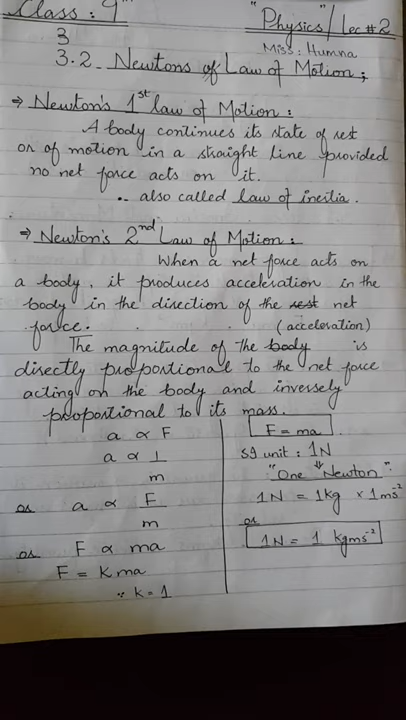 Class : 9 "Physics" / Lec # 2
3 Miss : Humna
3.2. Newtons of Law of Motion ;
⇒ Newton's 1st law of Motion :
A body continues its state of rest
or of motion in a straight line provided
no net force acts on it.
∴ also called law of inertia.
⇒ Newton's 2nd Law of Motion :
When a net force acts on
a body, it produces acceleration in the
body in the direction of the rest net
force. (acceleration)
The magnitude of the body is
directly proportional to the net force
acting on the body and inversely
proportional to its mass.
a ∝ F
a ∝ 1
m
or a ∝ F
m
or F ∝ ma
F = Kma
∵ k = 1
F = ma
SI unit : 1N
"One Newton"
1N = 1kg × 1ms⁻²
or
1N = 1 kgms⁻²